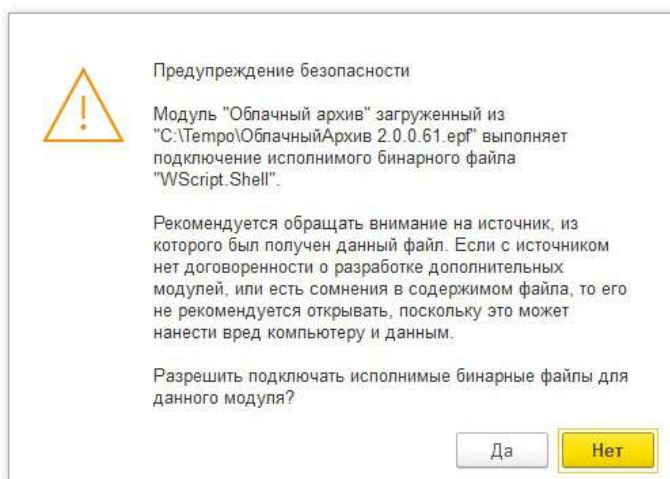 Предупреждение безопасности
Модуль "Облачный архив" загруженный из
"C:\Tempo\ОблачныйАрхив 2.0.0.61.epf" выполняет
подключение исполнимого бинарного файла
"WScript.Shell".
Рекомендуется обращать внимание на источник, из
которого был получен данный файл. Если с источником
нет договоренности о разработке дополнительных
модулей, или есть сомнения в содержимом файла, то его
не рекомендуется открывать, поскольку это может
нанести вред компьютеру и данным.
Разрешить подключать исполнимые бинарные файлы для
данного модуля?
Да Нет